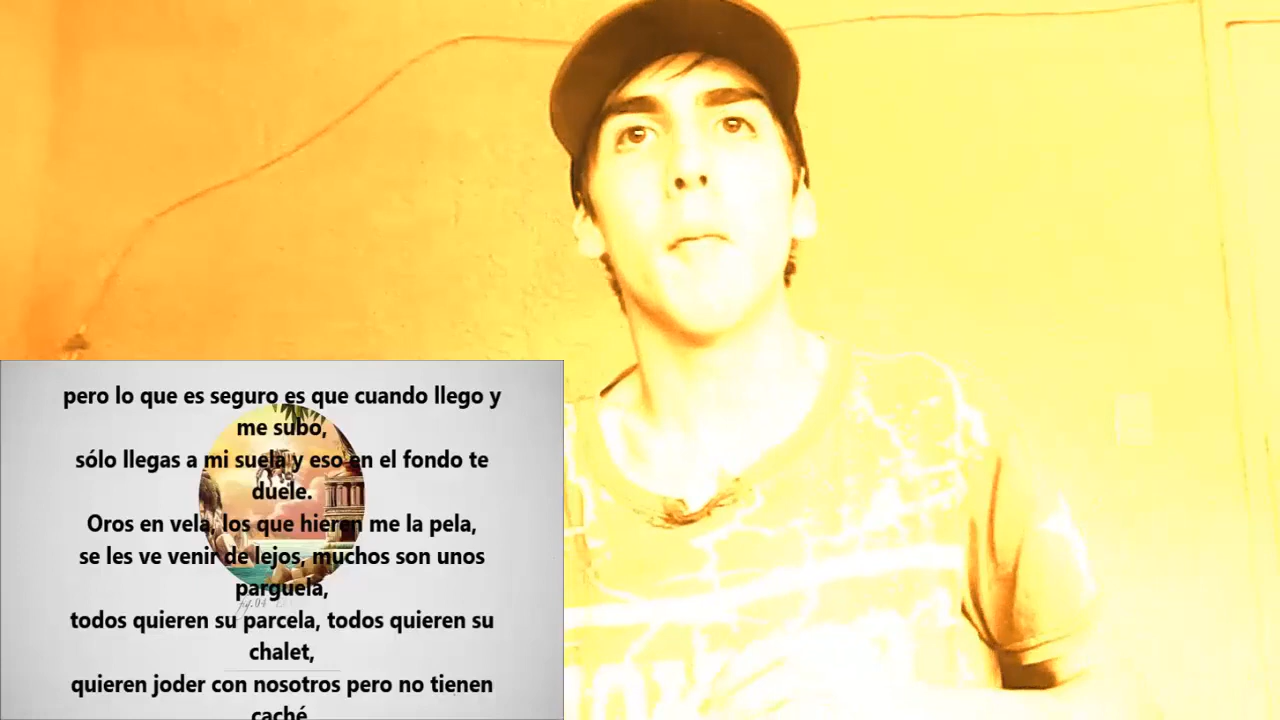 pero lo que es seguro es que cuando llego y
me subo,
sólo llegas a mi suela y eso en el fondo te
duele.
Oros en vela, los que hieren me la pela,
se les ve venir de lejos, muchos son unos
parguela,
todos quieren su parcela, todos quieren su
chalet,
quieren joder con nosotros pero no tienen
caché
fig.04